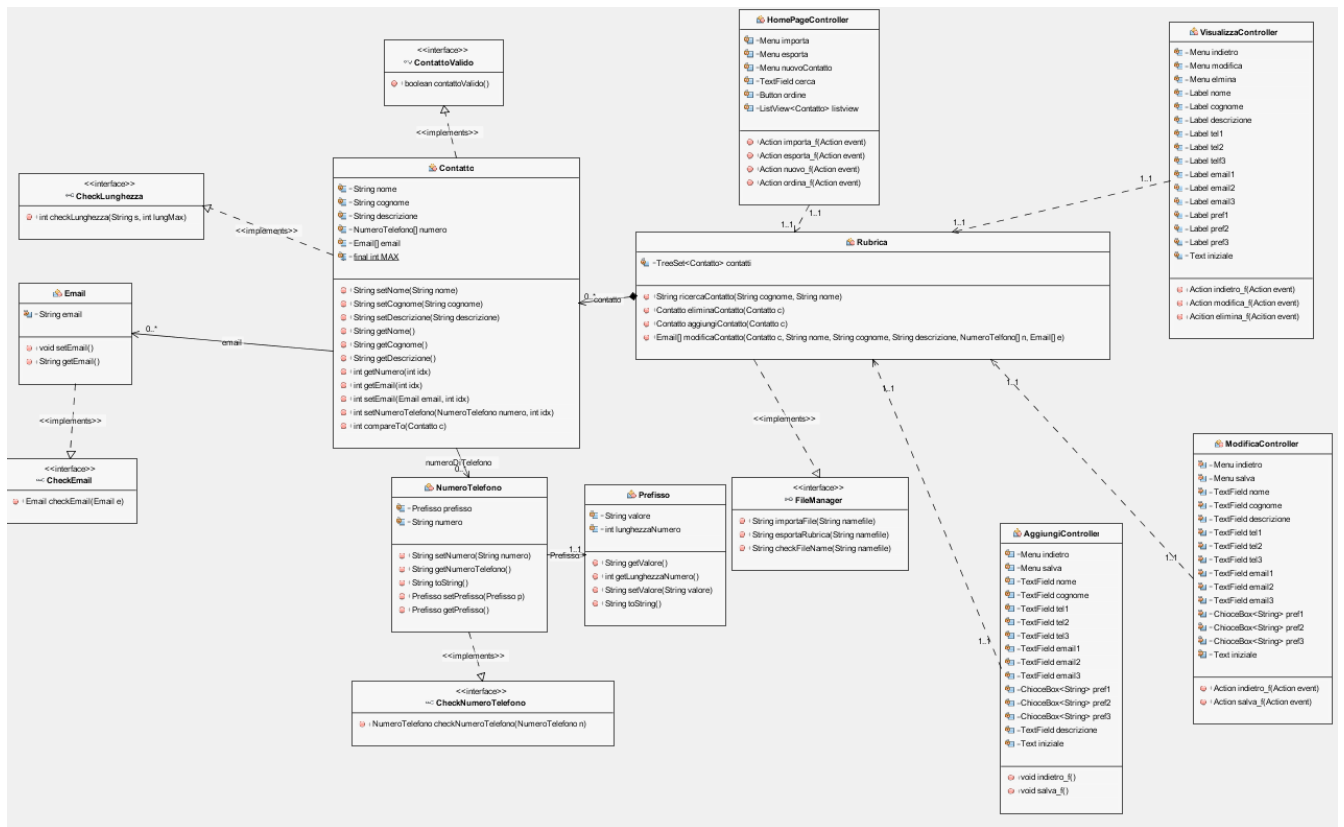 HomePageController
-Menu importa
-Menu esporta
-Menu nuovoContatto
-TextField cerca
-Button ordine
-ListView<Contatto> listview
Action importa_f(Action event)
Action esporta_f(Action event)
Action nuovo_f(Action event)
Action ordina_f(Action event)
VisualizzaController
-Menu indietro
-Menu modifica
-Menu elmina
-Label nome
-Label cognome
-Label descrizione
-Label tel1
-Label tel2
-Label telf3
-Label email1
-Label email2
-Label email3
-Label pref1
-Label pref2
-Label pref3
-Text iniziale
Action indietro_f(Action event)
Action modifica_f(Action event)
Acition elimina_f(Acition event)
<<interface>>
ContattoValido
boolean contattoValido()
<<implements>>
Contatto
-String nome
-String cognome
-String descrizione
-NumeroTelefono[] numero
-Email[] email
-final int MAX
String setNome(String nome)
String setCognome(String cognome)
String setDescrizione(String descrizione)
String getNome()
String getCognome()
String getDescrizione()
int getNumero(int idx)
int getEmail(int idx)
int setEmail(Email email, int idx)
int setNumeroTelefono(NumeroTelefono numero, int idx)
int compareTo(Contatto c)
<<interface>>
CheckLunghezza
int checkLunghezza(String s, int lungMax)
<<implements>>
1..1
1..1
1..1
1..1
Rubrica
-TreeSet<Contatto> contatti
String ricercaContatto(String cognome, String nome)
Contatto eliminaContatto(Contatto c)
Contatto aggiungiContatto(Contatto c)
Email[] modificaContatto(Contatto c, String nome, String cognome, String descrizione, NumeroTelfono[] n, Email[] e)
0..*
contatto
Email
-String email
void setEmail()
String getEmail()
0..*
email
<<implements>>
<<interface>>
CheckEmail
Email checkEmail(Email e)
numeroDiTelefono
NumeroTelefono
-Prefisso prefisso
-String numero
String setNumero(String numero)
String getNumeroTelefono()
String toString()
Prefisso setPrefisso(Prefisso p)
Prefisso getPrefisso()
1..1
Prefisso
Prefisso
-String valore
-int lunghezzaNumero
String getValore()
int getLunghezzaNumero()
String setValore(String valore)
String toString()
<<implements>>
<<interface>>
CheckNumeroTelefono
NumeroTelefono checkNumeroTelefono(NumeroTelefono n)
<<implements>>
<<interface>>
FileManager
String importaFile(String namefile)
String esportaRubrica(String namefile)
String checkFileName(String namefile)
1..1
1..1
1..1
1..1
AggiungiController
-Menu indietro
-Menu salva
-TextField nome
-TextField cognome
-TextField tel1
-TextField tel2
-TextField tel3
-TextField email1
-TextField email2
-TextField email3
-ChioceBox<String> pref1
-ChioceBox<String> pref2
-ChioceBox<String> pref3
-TextField descrizione
-Text iniziale
void indietro_f()
void salva_f()
ModificaController
-Menu indietro
-Menu salva
-TextField nome
-TextField cognome
-TextField descrizione
-TextField tel1
-TextField tel2
-TextField tel3
-TextField email1
-TextField email2
-TextField email3
-ChioceBox<String> pref1
-ChioceBox<String> pref2
-ChioceBox<String> pref3
-Text iniziale
Action indietro_f(Action event)
Action salva_f(Action event)